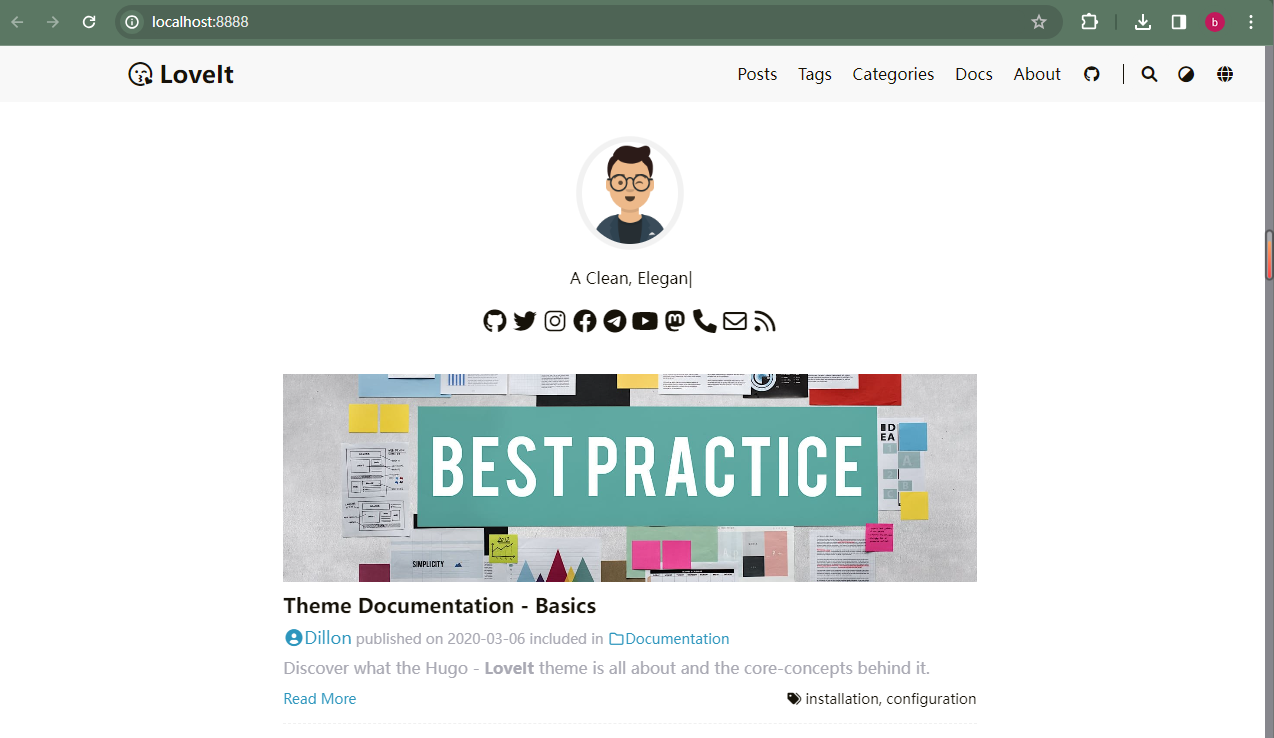 localhost:8888
b
LoveIt Posts Tags Categories Docs About
A Clean, Elegan|
D
EA
BEST PRACTICE
SIMPLICITY
Theme Documentation - Basics
Dillon published on 2020-03-06 included in Documentation
Discover what the Hugo - LoveIt theme is all about and the core-concepts behind it.
Read More installation, configuration